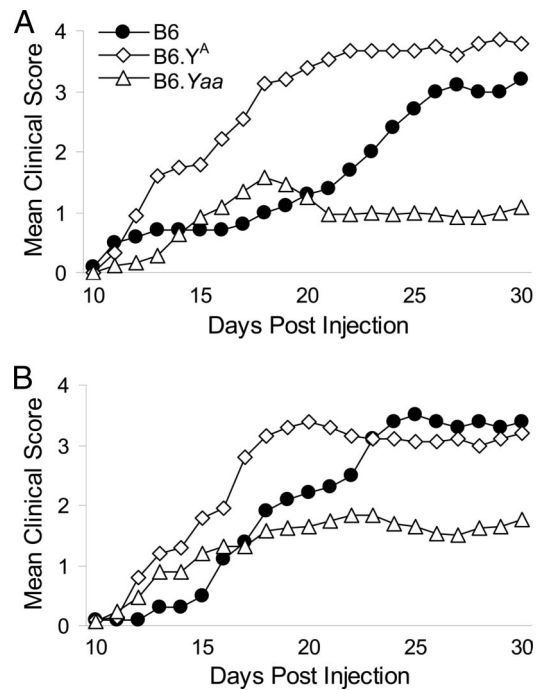 A
B6
B6.Yᴬ
B6.Yaa
4
3
2
1
0
Mean Clinical Score
10 15 20 25 30
Days Post Injection
B
4
3
2
1
0
Mean Clinical Score
10 15 20 25 30
Days Post Injection